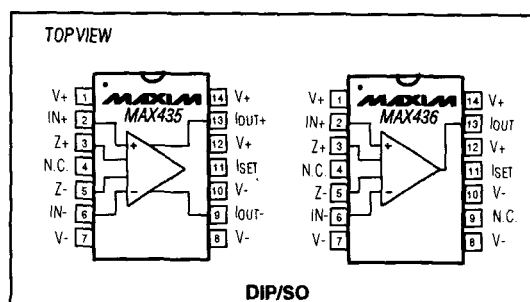 TOP VIEW
V+ 1 MAXIM 14 V+
IN+ 2 MAX435 13 IOUT+
Z+ 3 + 12 V+
N.C. 4 11 ISET
Z- 5 - 10 V-
IN- 6 9 IOUT-
V- 7 8 V-
V+ 1 MAXIM 14 V+
IN+ 2 MAX436 13 IOUT
Z+ 3 + 12 V+
N.C. 4 11 ISET
Z- 5 - 10 V-
IN- 6 9 N.C.
V- 7 8 V-
DIP/SO